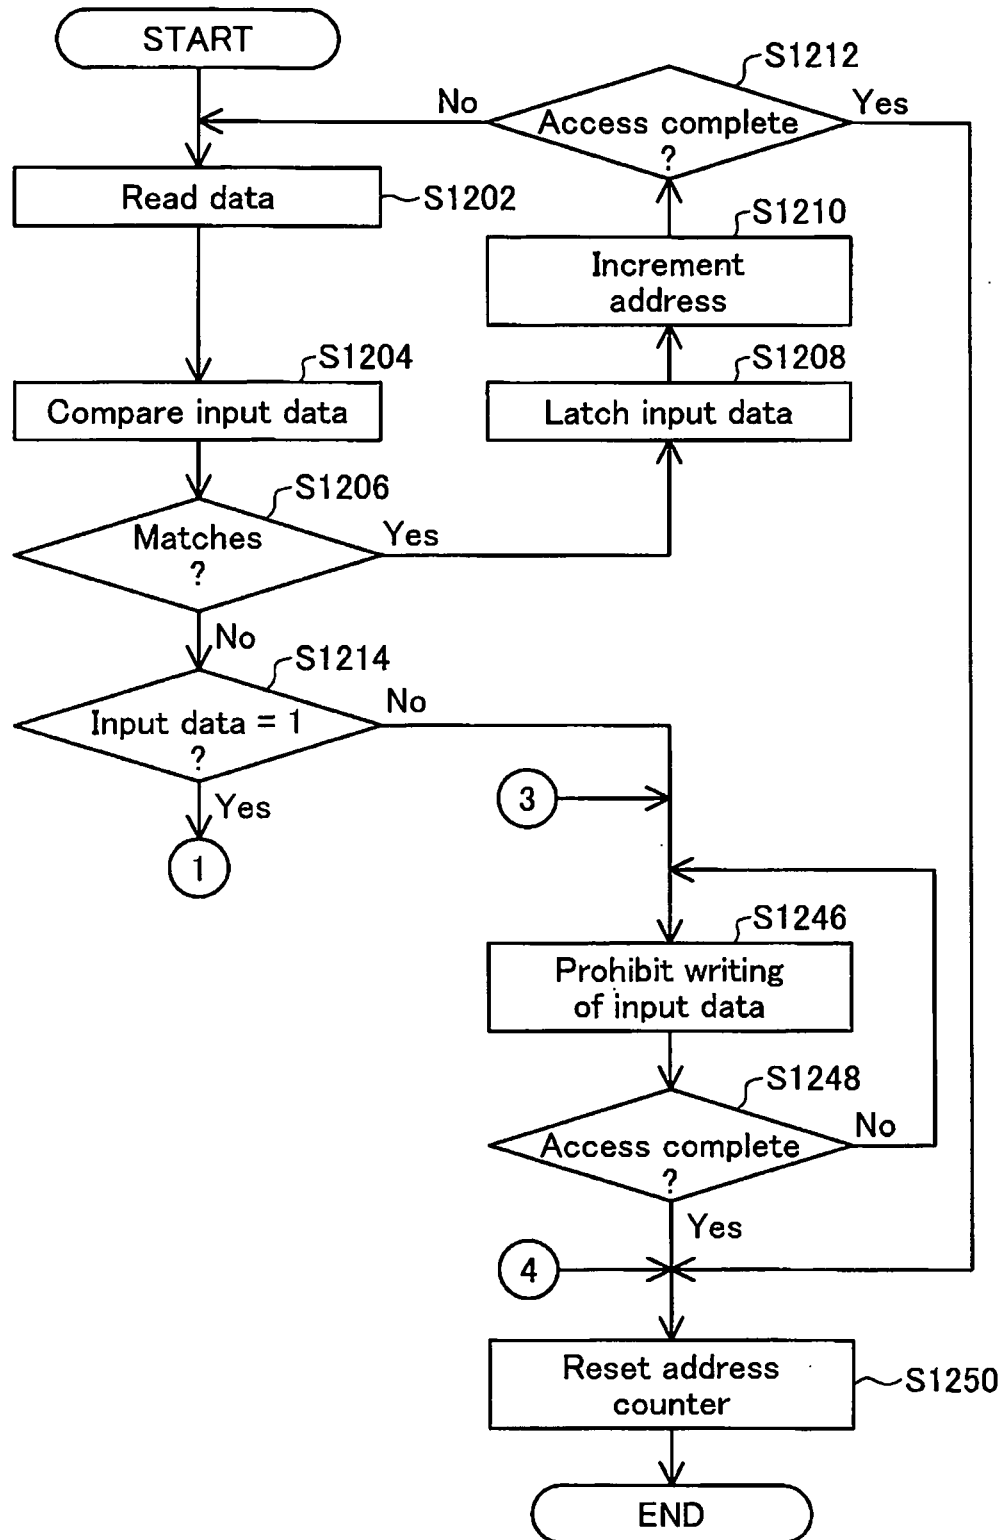 START
S1212
No
Yes
Access complete
?
Read data
S1202
S1210
Increment
address
S1204
S1208
Compare input data
Latch input data
S1206
Matches
?
Yes
No
S1214
Input data = 1
?
No
Yes
3
1
S1246
Prohibit writing
of input data
S1248
Access complete
?
No
Yes
4
Reset address
counter
S1250
END